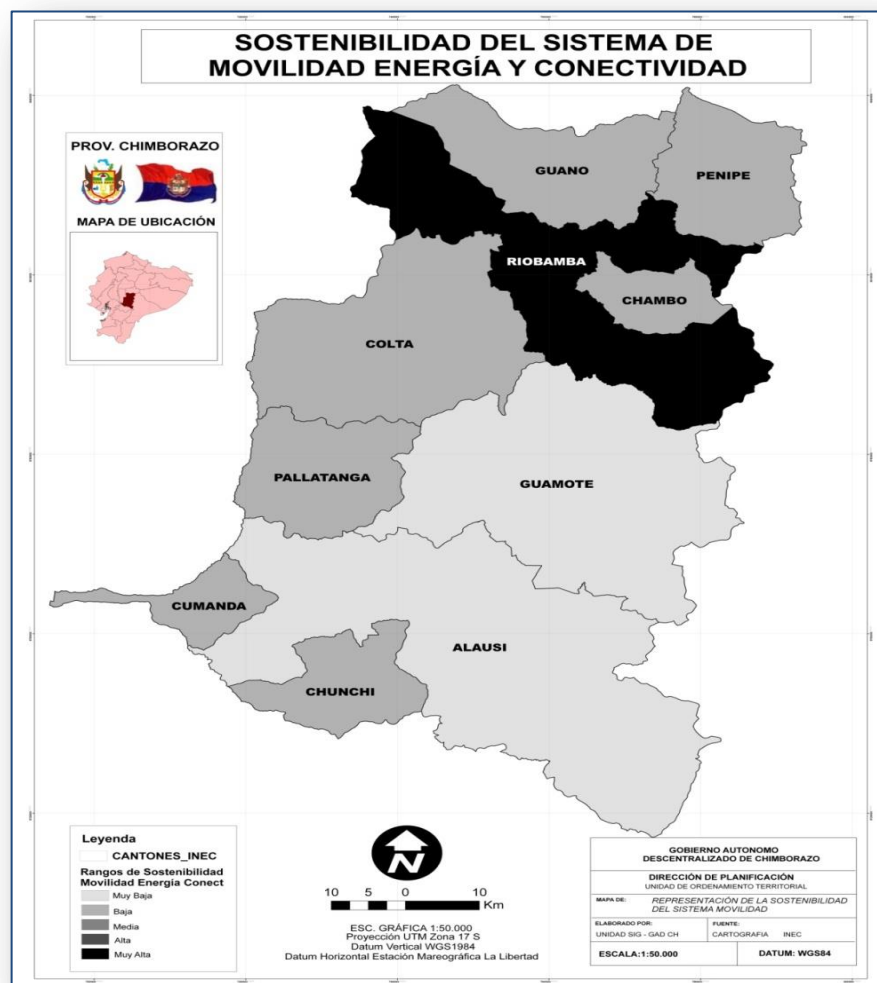 SOSTENIBILIDAD DEL SISTEMA DE
MOVILIDAD ENERGÍA Y CONECTIVIDAD
PROV. CHIMBORAZO
MAPA DE UBICACIÓN
GUANO
PENIPE
RIOBAMBA
CHAMBO
COLTA
PALLATANGA
GUAMOTE
CUMANDA
ALAUSI
CHUNCHI
Leyenda
CANTONES_INEC
Rangos de Sostenibilidad
Movilidad Energía Conect
Muy Baja
Baja
Media
Alta
Muy Alta
N
10 5 0 10
Km
ESC. GRÁFICA 1:50.000
Proyección UTM Zona 17 S
Datum Vertical WGS1984
Datum Horizontal Estación Mareográfica La Libertad
GOBIERNO AUTONOMO
DESCENTRALIZADO DE CHIMBORAZO
DIRECCIÓN DE PLANIFICACIÓN
UNIDAD DE ORDENAMIENTO TERRITORIAL
MAPA DE: REPRESENTACIÓN DE LA SOSTENIBILIDAD
DEL SISTEMA MOVILIDAD
ELABORADO POR: FUENTE:
UNIDAD SIG - GAD CH CARTOGRAFIA INEC
ESCALA:1:50.000 DATUM: WGS84